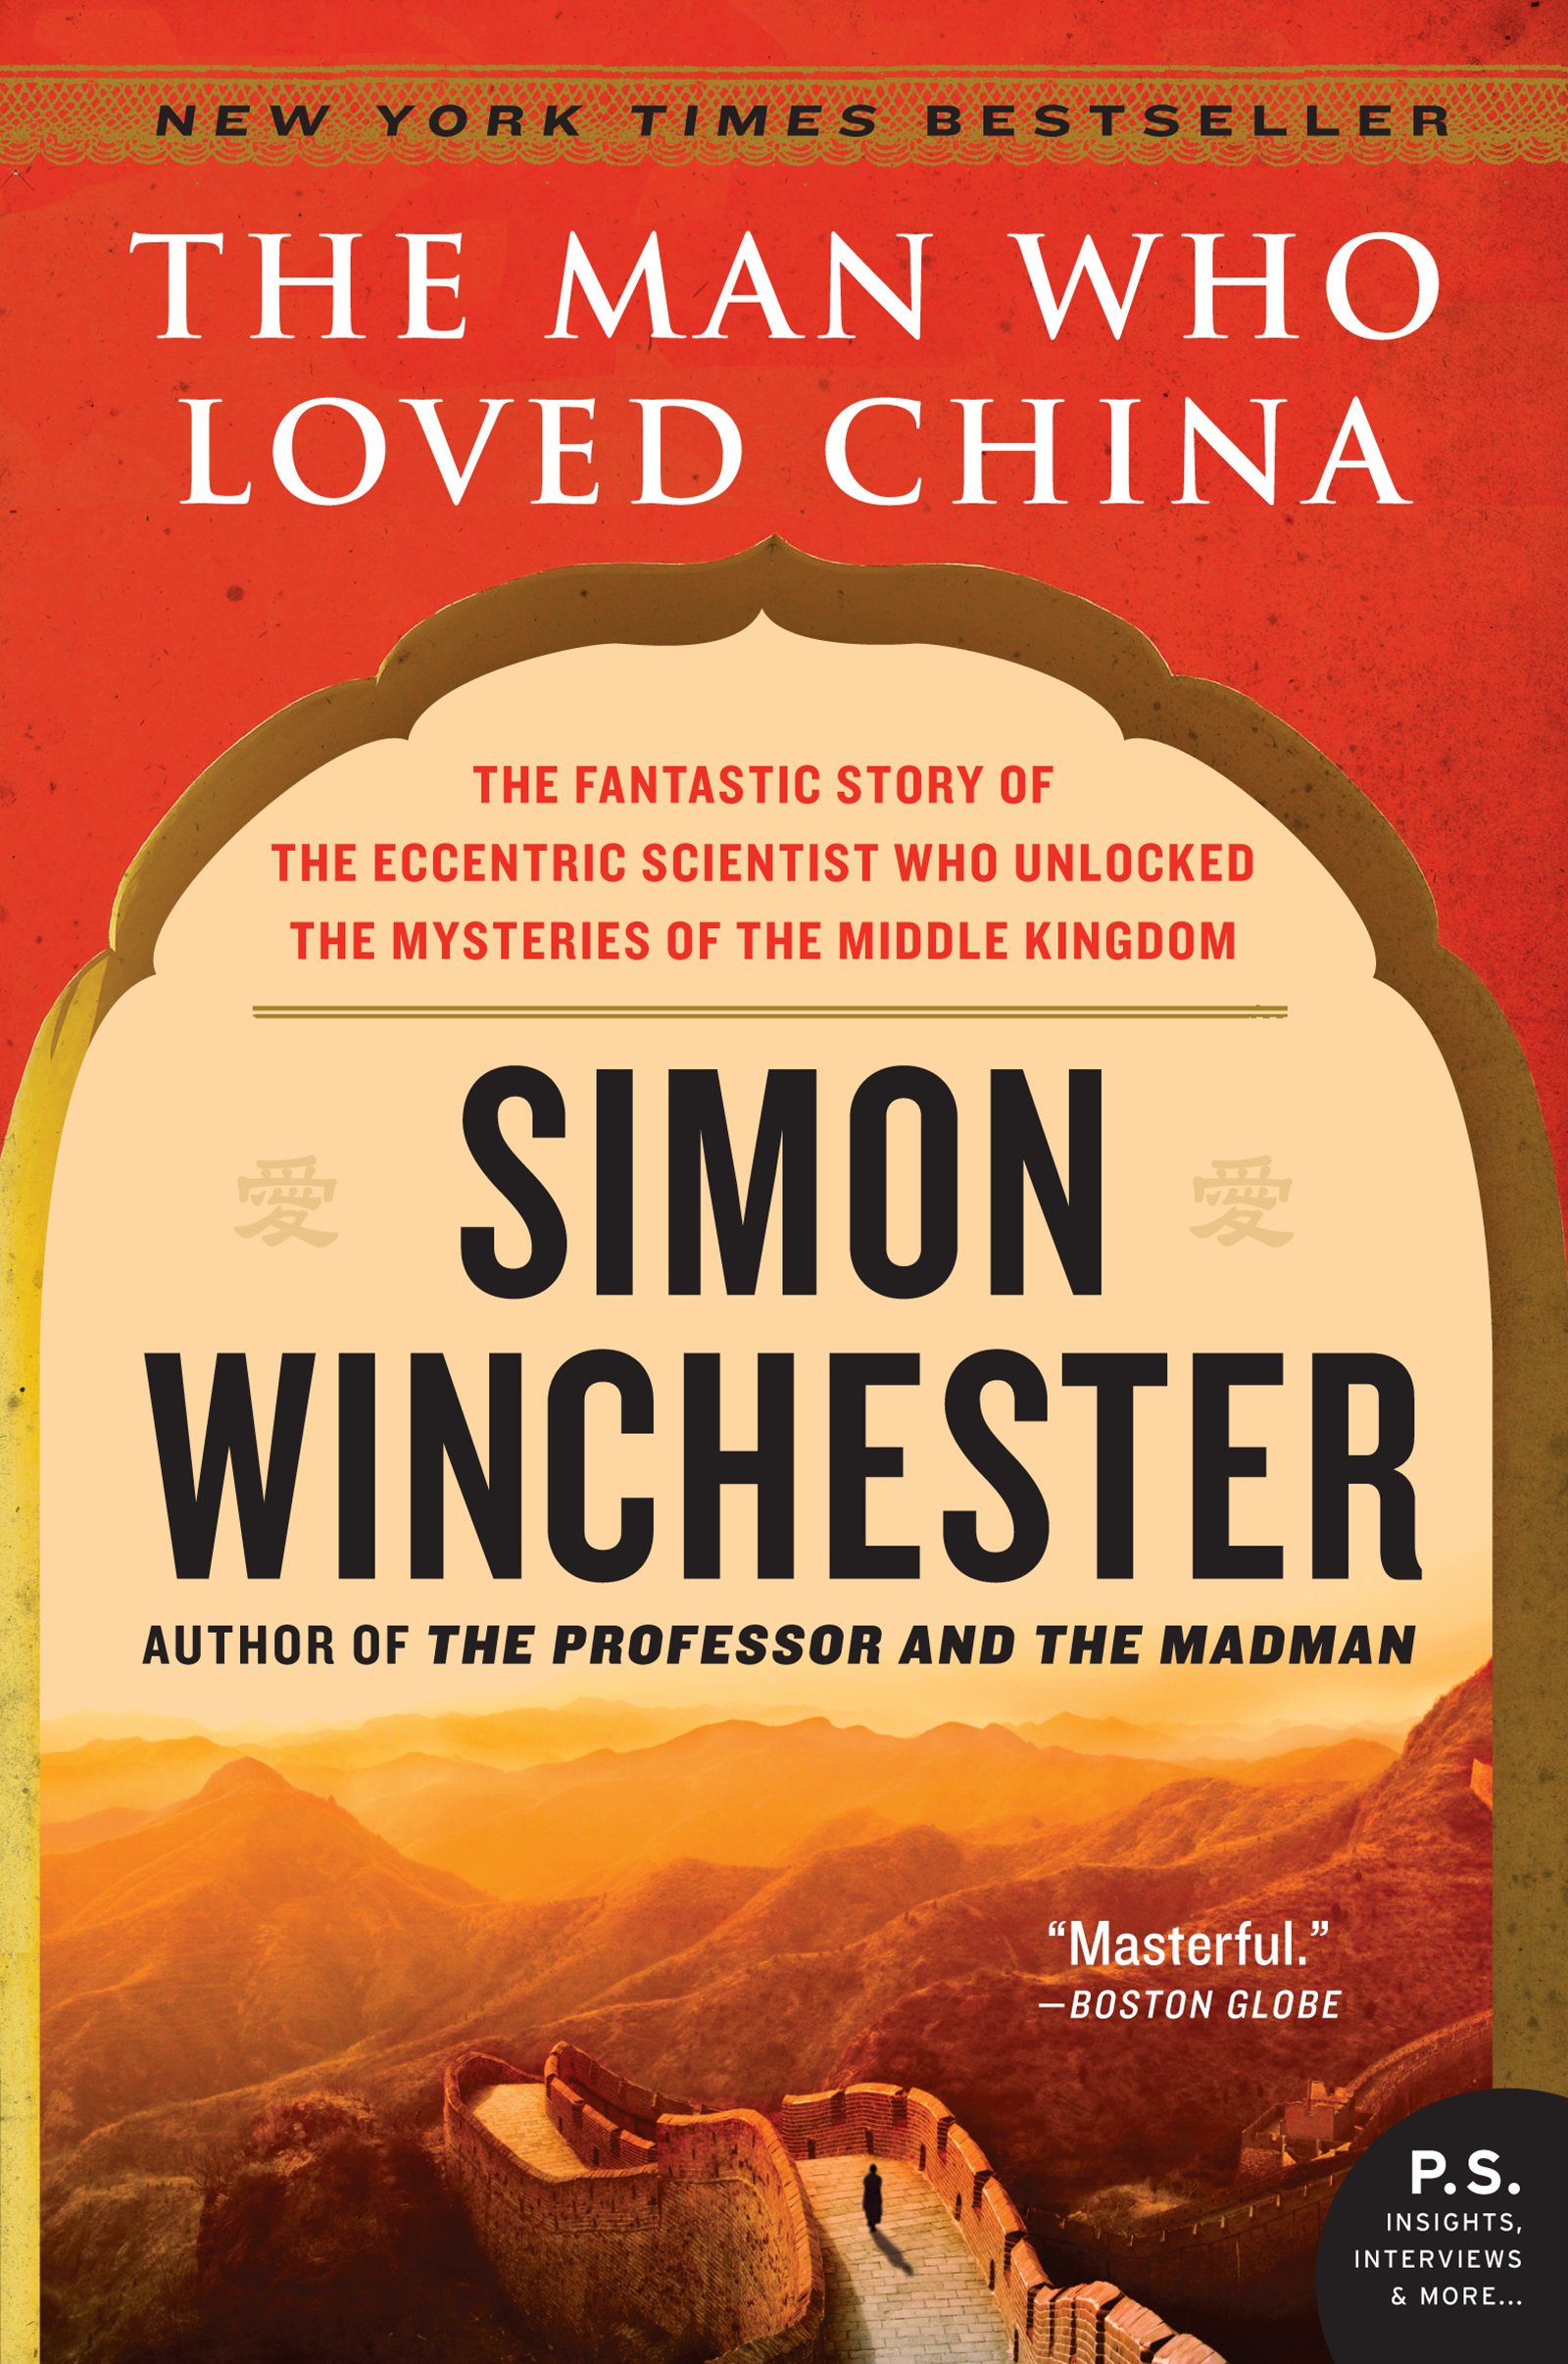 NEW YORK TIMES BESTSELLER
THE MAN WHO
LOVED CHINA
THE FANTASTIC STORY OF
THE ECCENTRIC SCIENTIST WHO UNLOCKED
THE MYSTERIES OF THE MIDDLE KINGDOM
愛 SIMON 愛
WINCHESTER
AUTHOR OF THE PROFESSOR AND THE MADMAN
“Masterful.”
—BOSTON GLOBE
P.S.
INSIGHTS,
INTERVIEWS
& MORE...